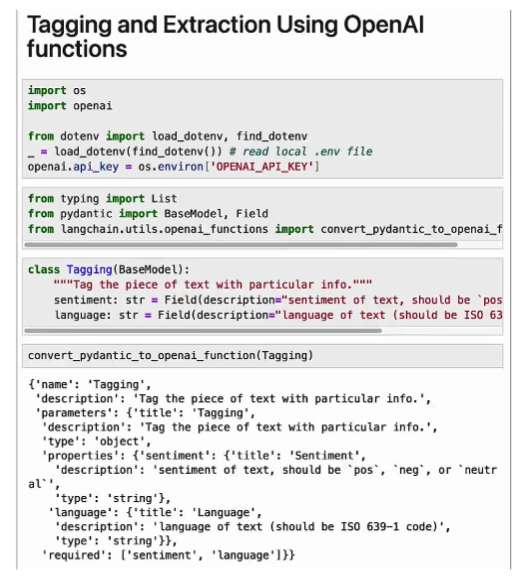 Tagging and Extraction Using OpenAI
functions
import os
import openai
from dotenv import load_dotenv, find_dotenv
_ = load_dotenv(find_dotenv()) # read local .env file
openai.api_key = os.environ['OPENAI_API_KEY']
from typing import List
from pydantic import BaseModel, Field
from langchain.utils.openai_functions import convert_pydantic_to_openai_f
class Tagging(BaseModel):
    """Tag the piece of text with particular info."""
    sentiment: str = Field(description="sentiment of text, should be `pos
    language: str = Field(description="language of text (should be ISO 63
convert_pydantic_to_openai_function(Tagging)
{'name': 'Tagging',
 'description': 'Tag the piece of text with particular info.',
 'parameters': {'title': 'Tagging',
  'description': 'Tag the piece of text with particular info.',
  'type': 'object',
  'properties': {'sentiment': {'title': 'Sentiment',
    'description': 'sentiment of text, should be `pos`, `neg`, or `neutr
al`',
    'type': 'string'},
   'language': {'title': 'Language',
    'description': 'language of text (should be ISO 639-1 code)',
    'type': 'string'}},
  'required': ['sentiment', 'language']}}